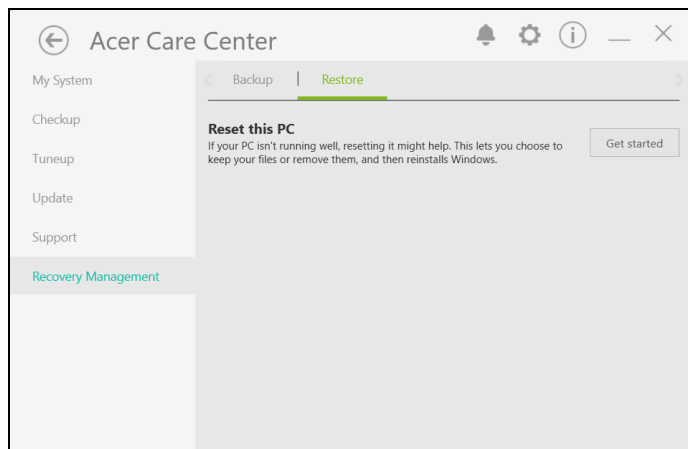 Acer Care Center
My System
Checkup
Tuneup
Update
Support
Recovery Management
Backup | Restore
Reset this PC
If your PC isn't running well, resetting it might help. This lets you choose to
keep your files or remove them, and then reinstalls Windows.
Get started